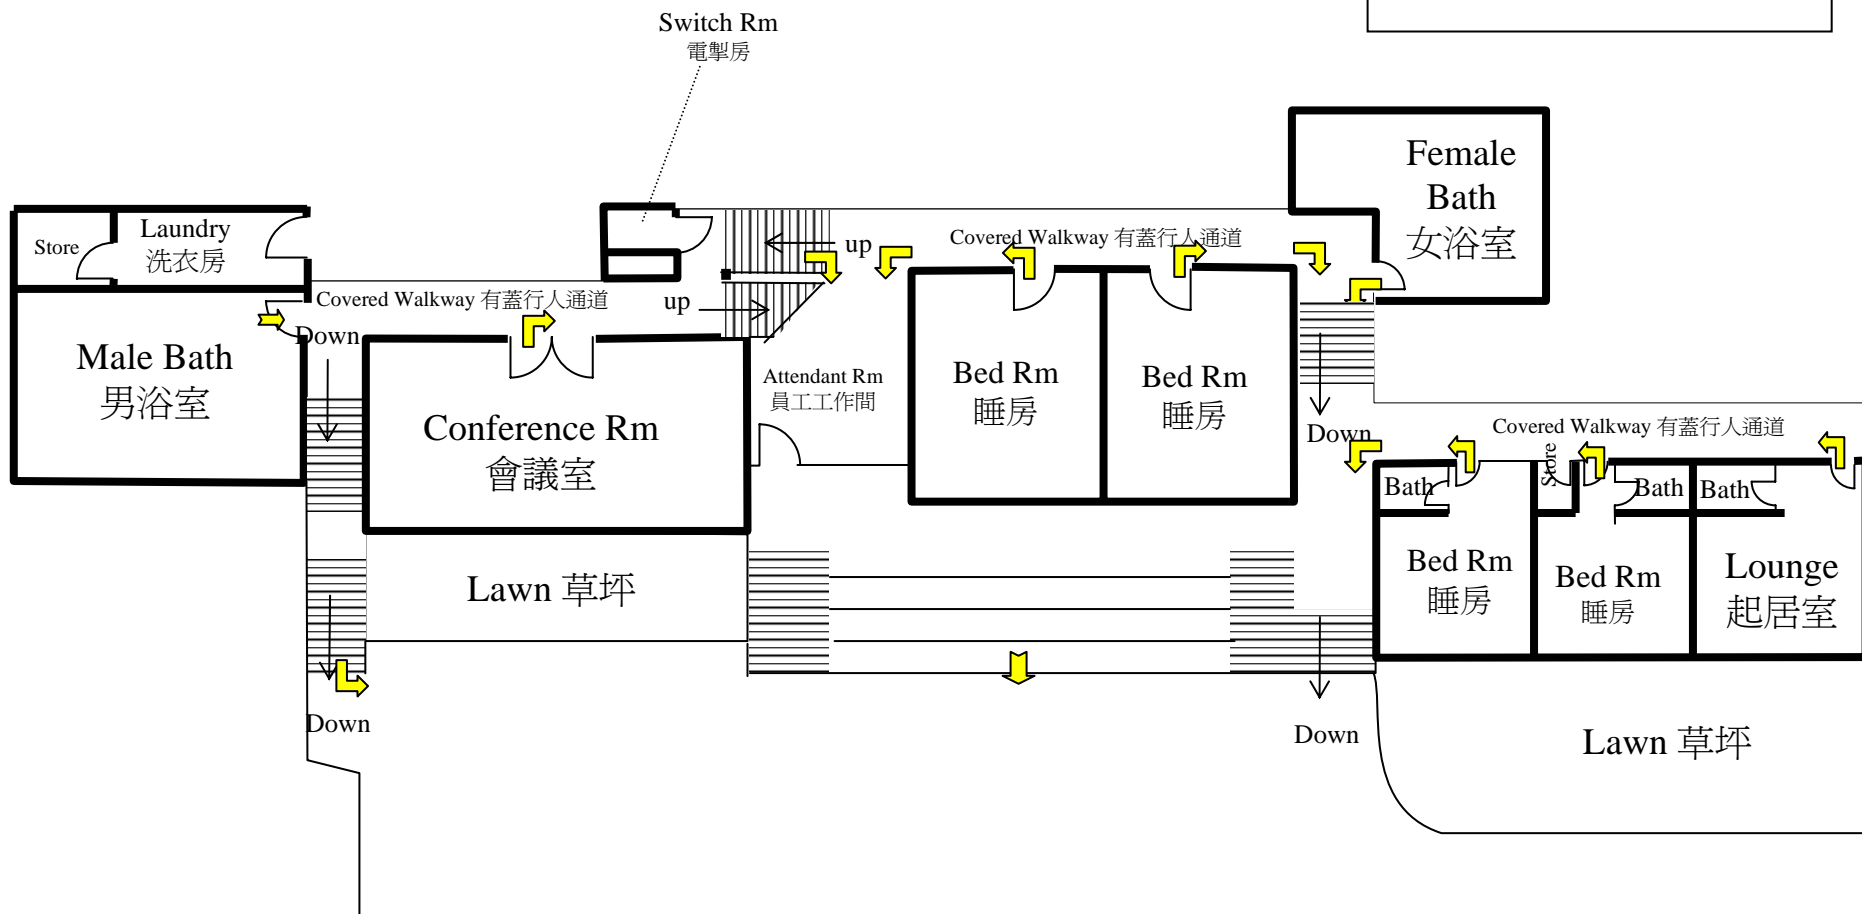 Switch Rm
電掣房
Female
Bath
女浴室
Store
Laundry
洗衣房
up
Covered Walkway 有蓋行人通道
Covered Walkway 有蓋行人通道
up
Down
Male Bath
男浴室
Conference Rm
會議室
Attendant Rm
員工工作間
Bed Rm
睡房
Bed Rm
睡房
Down
Covered Walkway 有蓋行人通道
Bath
Store
Bath
Bath
Bed Rm
睡房
Bed Rm
睡房
Lounge
起居室
Lawn 草坪
Down
Down
Lawn 草坪